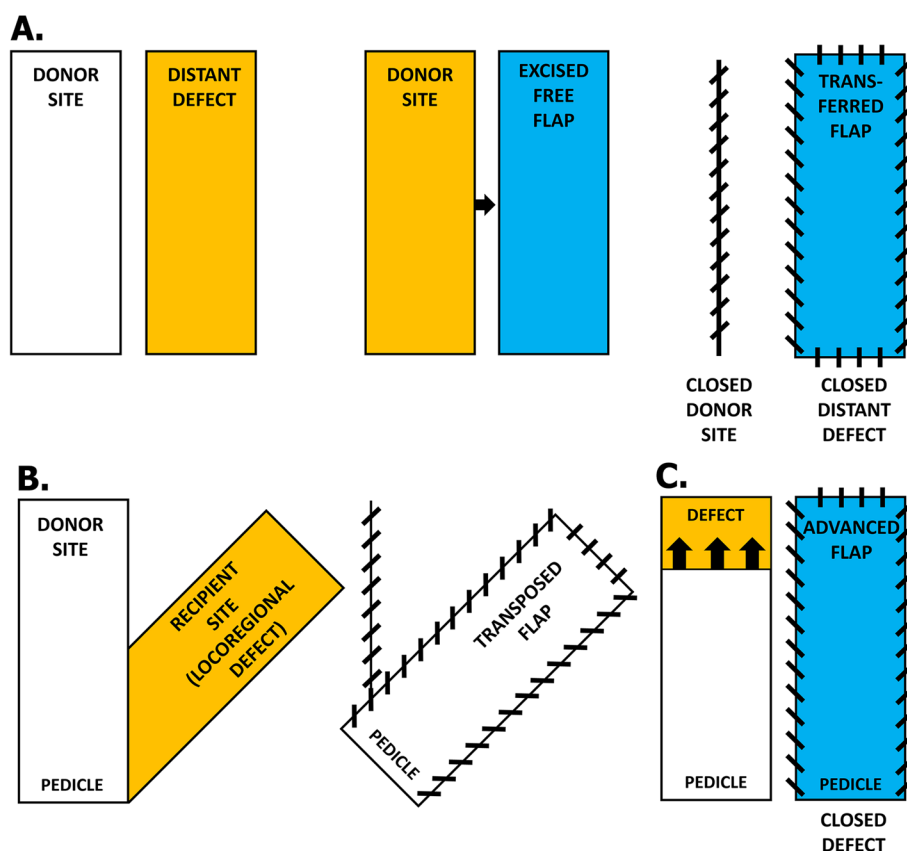 A.
DONOR
SITE
DISTANT
DEFECT
DONOR
SITE
EXCISED
FREE
FLAP
TRANS-
FERRED
FLAP
CLOSED
DONOR
SITE
CLOSED
DISTANT
DEFECT
B.
DONOR
SITE
PEDICLE
RECIPIENT
SITE
(LOCOREGIONAL
DEFECT)
TRANSPOSED
FLAP
PEDICLE
C.
DEFECT
PEDICLE
ADVANCED
FLAP
PEDICLE
CLOSED
DEFECT